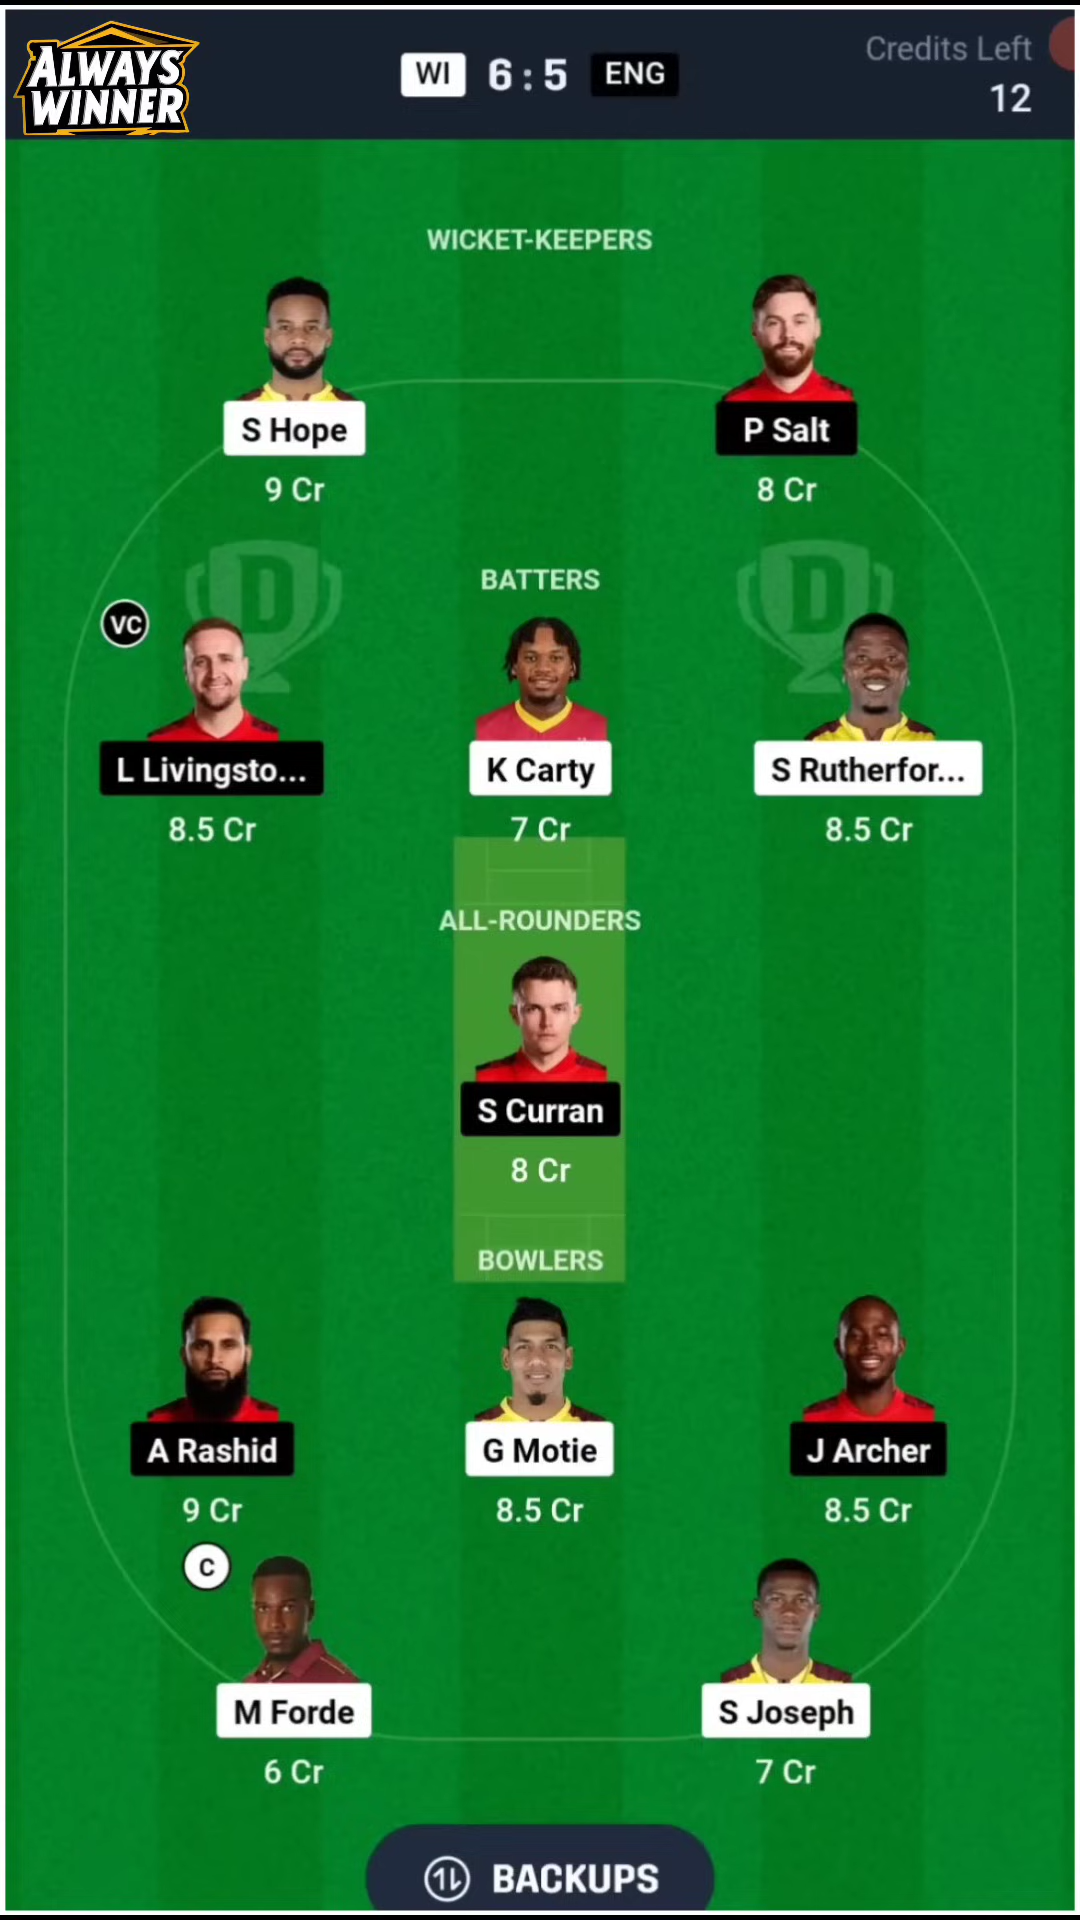 ALWAYS
WINNER
WI 6 : 5 ENG
Credits Left
12
WICKET-KEEPERS
S Hope
P Salt
9 Cr
8 Cr
D
D
BATTERS
VC
L Livingsto...
K Carty
S Rutherfor...
8.5 Cr
7 Cr
8.5 Cr
ALL-ROUNDERS
S Curran
8 Cr
BOWLERS
A Rashid
G Motie
J Archer
9 Cr
8.5 Cr
8.5 Cr
C
M Forde
S Joseph
6 Cr
7 Cr
BACKUPS